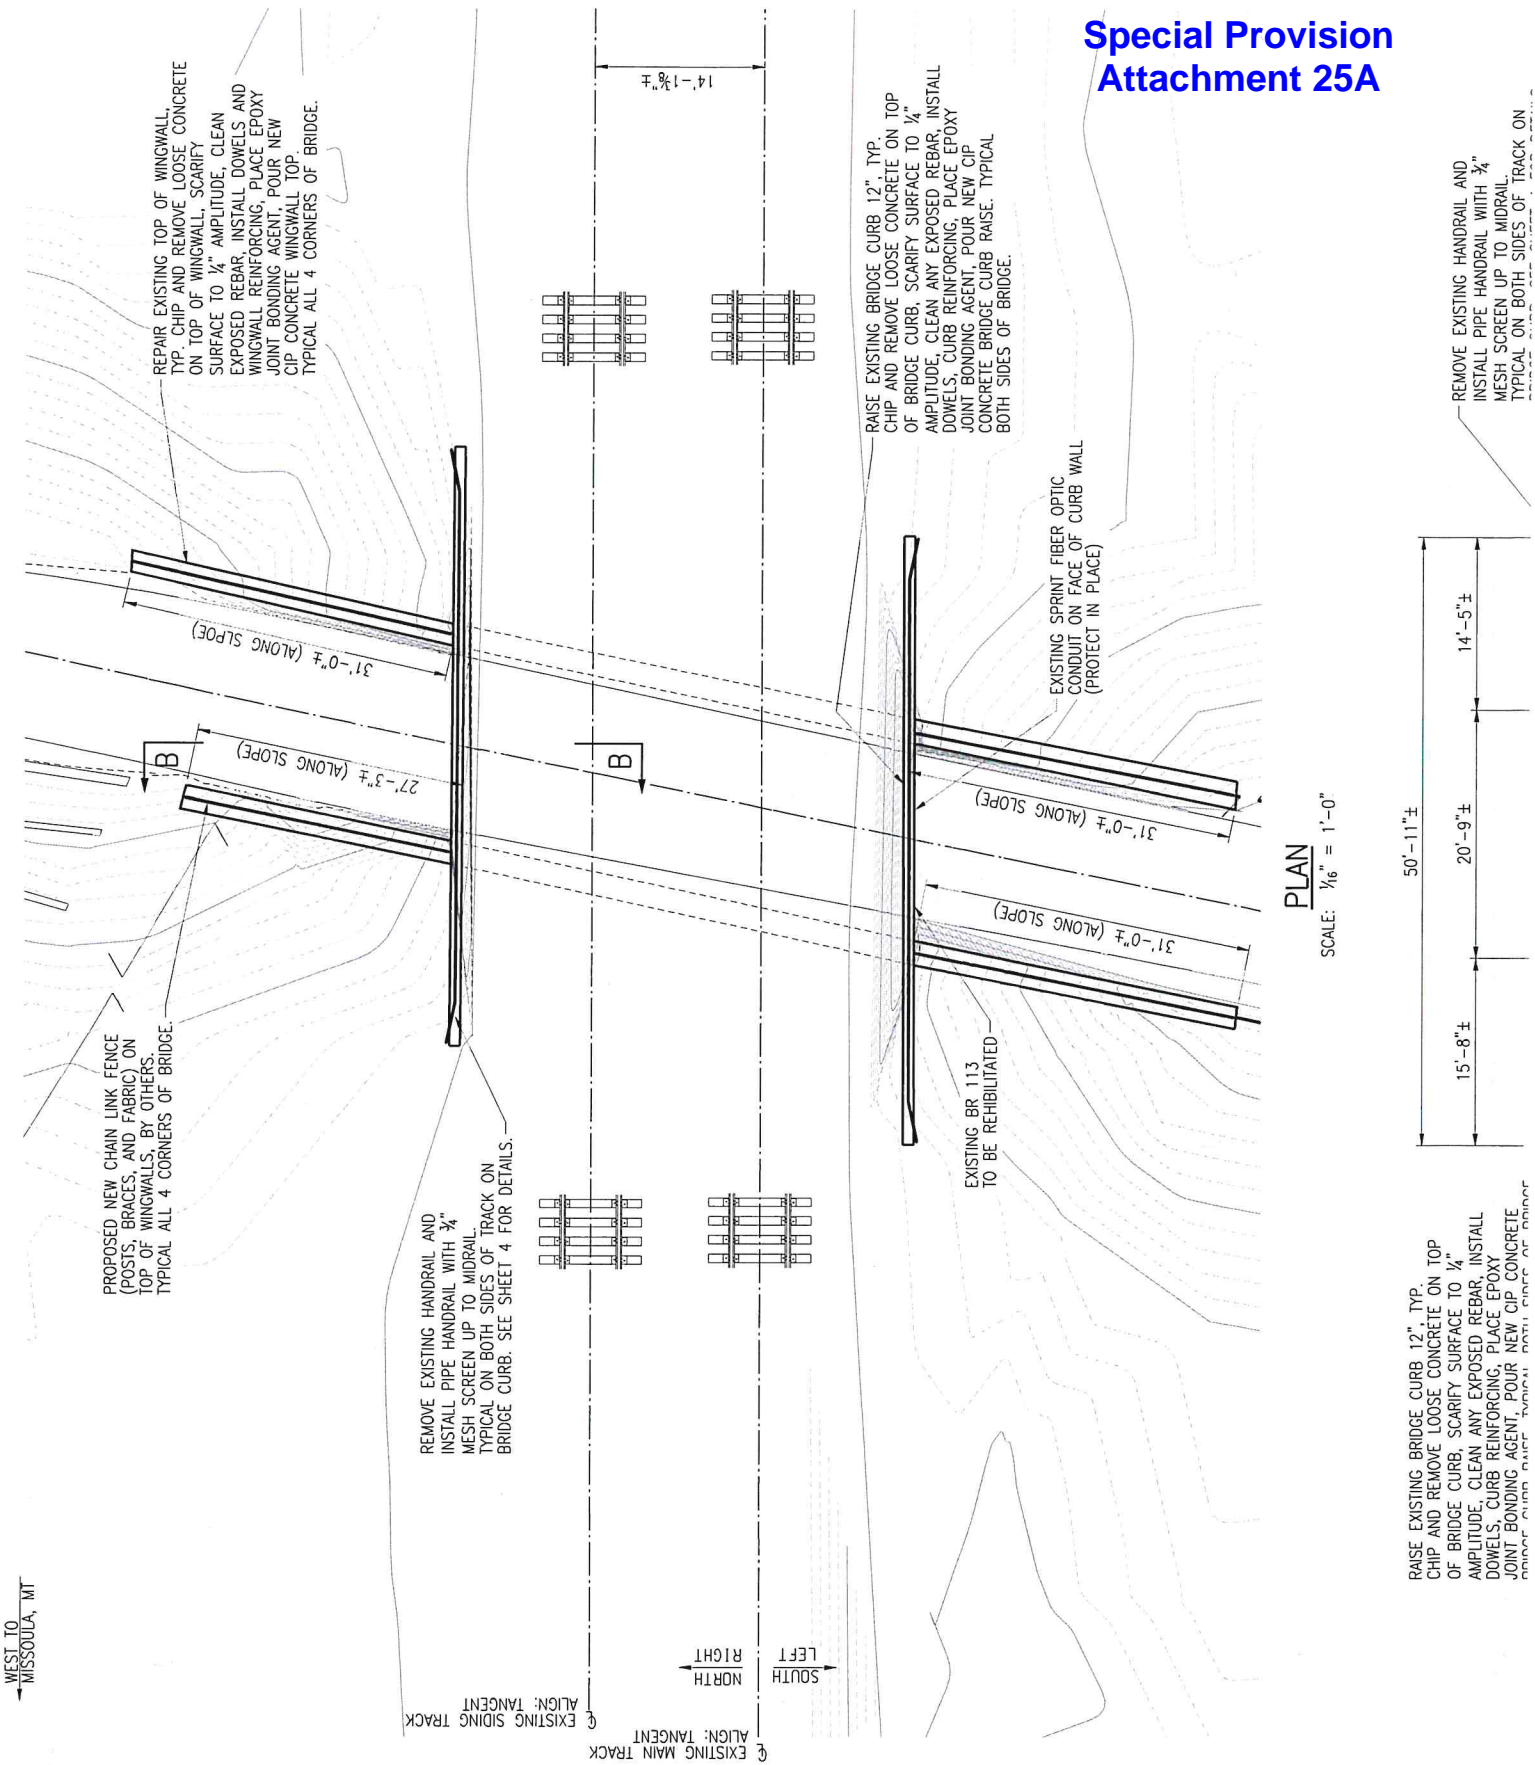 Special Provision
Attachment 25A
WEST TO
MISSOULA, MT
REPAIR EXISTING TOP OF WINGWALL,
TYP. CHIP AND REMOVE LOOSE CONCRETE
ON TOP OF WINGWALL, SCARIFY
SURFACE TO ¼" AMPLITUDE, CLEAN
EXPOSED REBAR, INSTALL DOWELS AND
WINGWALL REINFORCING, PLACE EPOXY
JOINT BONDING AGENT, POUR NEW
CIP CONCRETE WINGWALL TOP.
TYPICAL ALL 4 CORNERS OF BRIDGE.
14'-1⅜"±
RAISE EXISTING BRIDGE CURB 12", TYP.
CHIP AND REMOVE LOOSE CONCRETE ON TOP
OF BRIDGE CURB, SCARIFY SURFACE TO ¼"
AMPLITUDE, CLEAN ANY EXPOSED REBAR, INSTALL
DOWELS, CURB REINFORCING, PLACE EPOXY
JOINT BONDING AGENT, POUR NEW CIP
CONCRETE BRIDGE CURB RAISE. TYPICAL
BOTH SIDES OF BRIDGE.
EXISTING SPRINT FIBER OPTIC
CONDUIT ON FACE OF CURB WALL
(PROTECT IN PLACE)
31'-0"± (ALONG SLPOE)
27'-3"± (ALONG SLOPE)
B
B
31'-0"± (ALONG SLOPE)
31'-0"± (ALONG SLOPE)
PROPOSED NEW CHAIN LINK FENCE
(POSTS, BRACES, AND FABRIC) ON
TOP OF WINGWALLS, BY OTHERS.
TYPICAL ALL 4 CORNERS OF BRIDGE.
REMOVE EXISTING HANDRAIL AND
INSTALL PIPE HANDRAIL WITH ¾"
MESH SCREEN UP TO MIDRAIL.
TYPICAL ON BOTH SIDES OF TRACK ON
BRIDGE CURB. SEE SHEET 4 FOR DETAILS.
EXISTING BR 113
TO BE REHIBILITATED
NORTH
RIGHT
SOUTH
LEFT
℄ EXISTING SIDING TRACK
ALIGN: TANGENT
℄ EXISTING MAIN TRACK
ALIGN: TANGENT
PLAN
SCALE: 1/16" = 1'-0"
50'-11"±
15'-8"±
20'-9"±
14'-5"±
REMOVE EXISTING HANDRAIL AND
INSTALL PIPE HANDRAIL WITH ¾"
MESH SCREEN UP TO MIDRAIL.
TYPICAL ON BOTH SIDES OF TRACK ON
RAISE EXISTING BRIDGE CURB 12", TYP.
CHIP AND REMOVE LOOSE CONCRETE ON TOP
OF BRIDGE CURB, SCARIFY SURFACE TO ¼"
AMPLITUDE, CLEAN ANY EXPOSED REBAR, INSTALL
DOWELS, CURB REINFORCING, PLACE EPOXY
JOINT BONDING AGENT, POUR NEW CIP CONCRETE